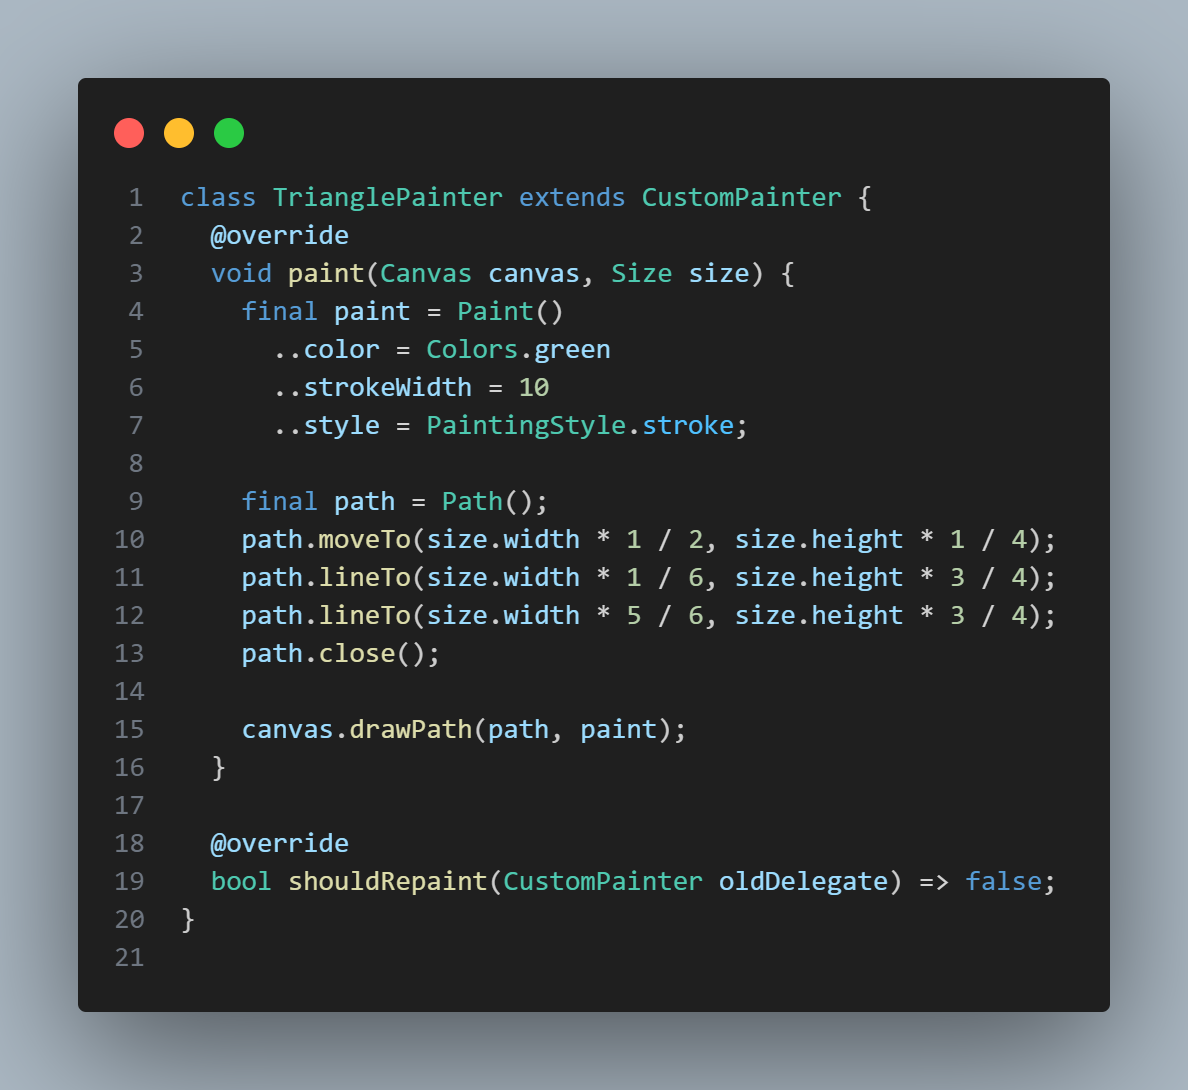 1 class TrianglePainter extends CustomPainter {
2   @override
3   void paint(Canvas canvas, Size size) {
4     final paint = Paint()
5       ..color = Colors.green
6       ..strokeWidth = 10
7       ..style = PaintingStyle.stroke;
8
9     final path = Path();
10     path.moveTo(size.width * 1 / 2, size.height * 1 / 4);
11     path.lineTo(size.width * 1 / 6, size.height * 3 / 4);
12     path.lineTo(size.width * 5 / 6, size.height * 3 / 4);
13     path.close();
14
15     canvas.drawPath(path, paint);
16   }
17
18   @override
19   bool shouldRepaint(CustomPainter oldDelegate) => false;
20 }
21